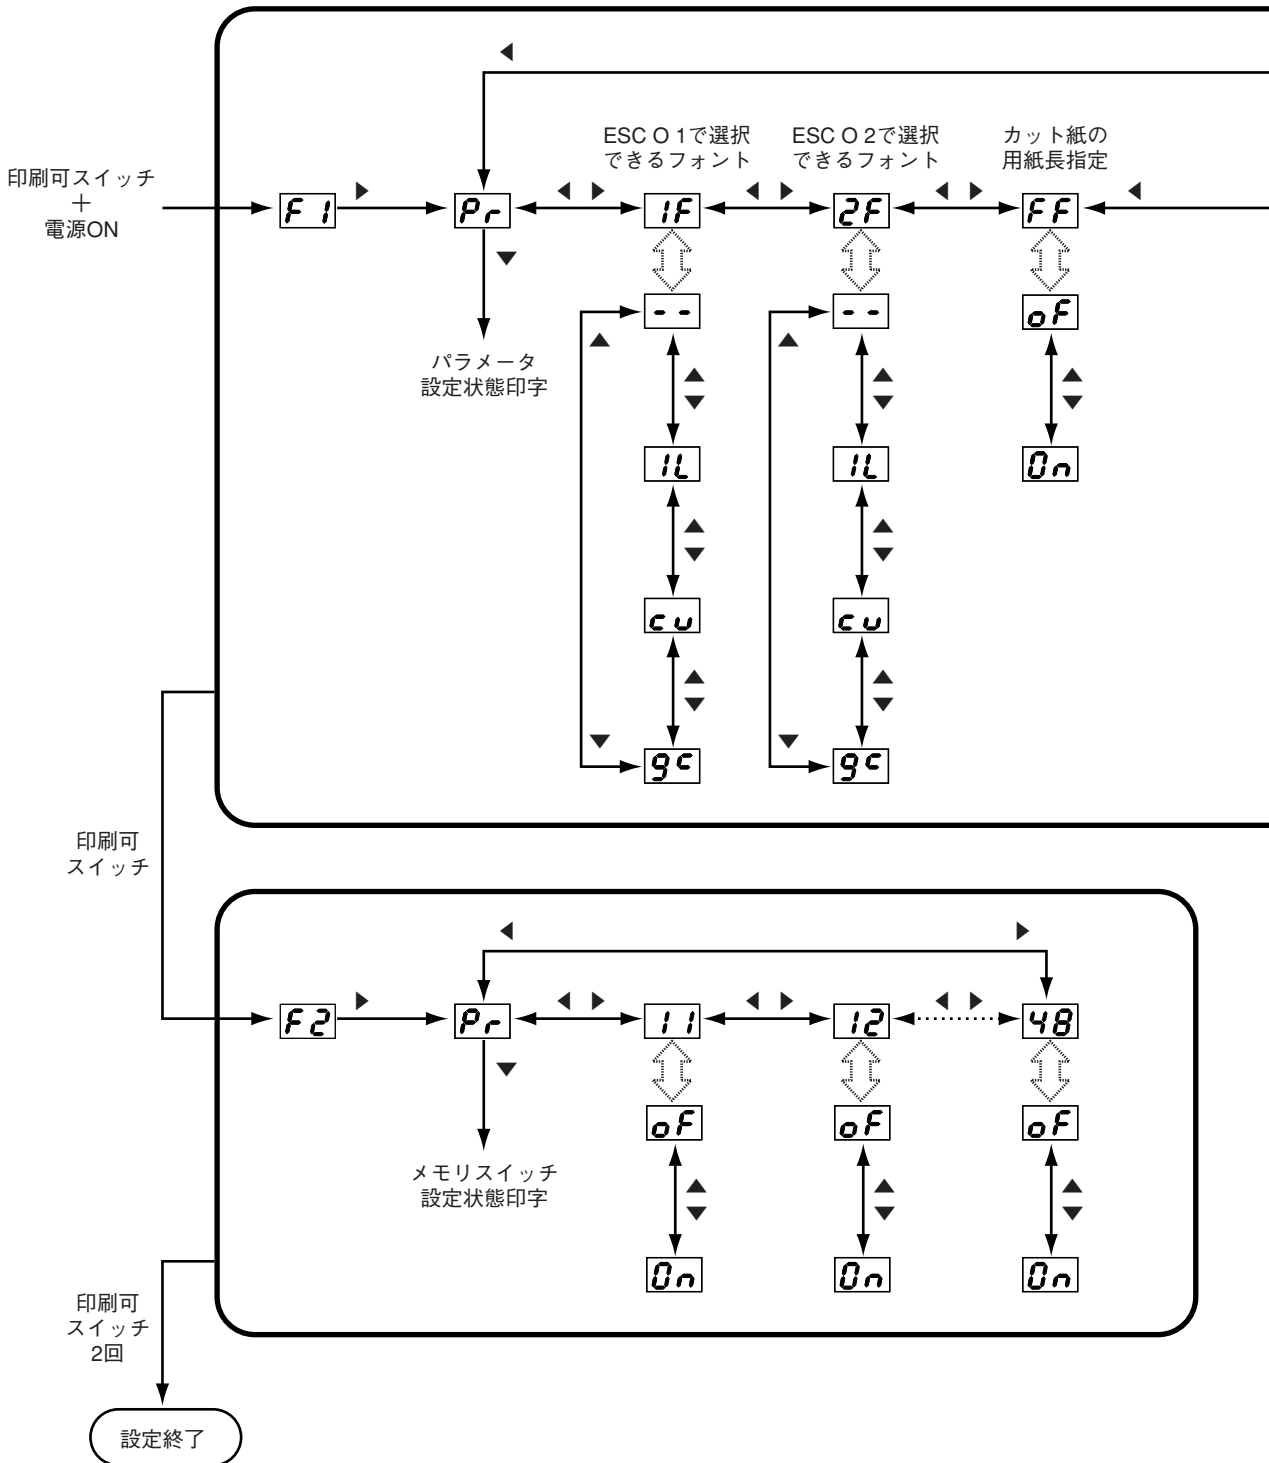 ESC O 1で選択
できるフォント
ESC O 2で選択
できるフォント
カット紙の
用紙長指定
印刷可スイッチ
＋
電源ON
F1
Pr
1F
2F
FF
--
--
oF
パラメータ
設定状態印字
1L
1L
On
cu
cu
gc
gc
印刷可
スイッチ
F2
Pr
11
12
48
oF
oF
oF
メモリスイッチ
設定状態印字
On
On
On
印刷可
スイッチ
2回
設定終了